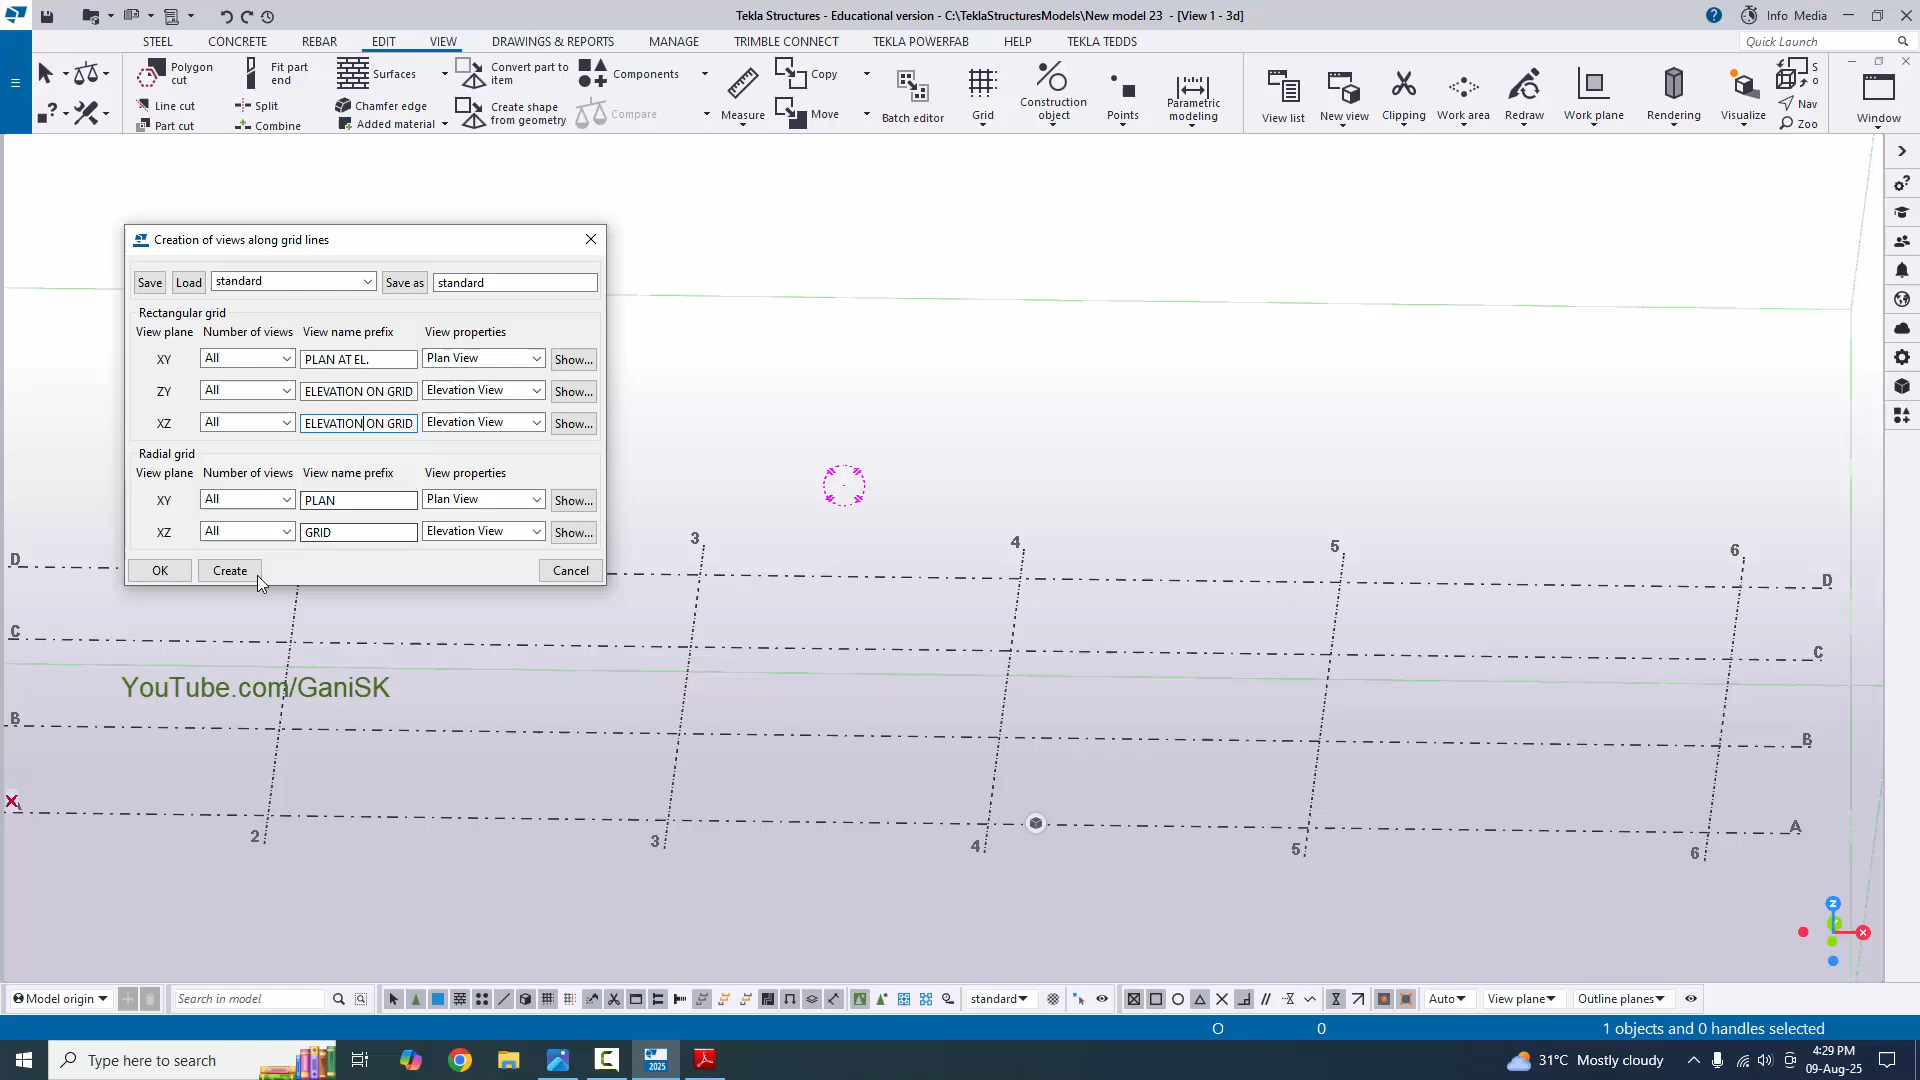 Tekla Structures - Educational version - C:\TeklaStructuresModels\New model 23 - [View 1 - 3d]
Info Media
STEEL CONCRETE REBAR EDIT VIEW DRAWINGS & REPORTS MANAGE TRIMBLE CONNECT TEKLA POWERFAB HELP TEKLA TEDDS
Quick Launch
Polygon cut
Line cut
Part cut
Fit part end
Split
Combine
Surfaces
Chamfer edge
Added material
Convert part to item
Create shape from geometry
Components
Compare
Measure
Copy
Move
Batch editor
Grid
Construction object
Points
Parametric modeling
View list
New view
Clipping
Work area
Redraw
Work plane
Rendering
Visualize
Nav
Zoo
Window
Creation of views along grid lines
Save Load standard Save as standard
Rectangular grid
View plane Number of views View name prefix View properties
XY All PLAN AT EL. Plan View Show...
ZY All ELEVATION ON GRID Elevation View Show...
XZ All ELEVATION ON GRID Elevation View Show...
Radial grid
View plane Number of views View name prefix View properties
XY All PLAN Plan View Show...
XZ All GRID Elevation View Show...
OK Create Cancel
3 4 5 6
D D
C C
YouTube.com/GaniSK
B B
A
2 3 4 5 6
Z
X
Model origin
Search in model
standard
Auto
View plane
Outline planes
O 0 1 objects and 0 handles selected
Type here to search
2025
31°C Mostly cloudy
4:29 PM
09-Aug-25